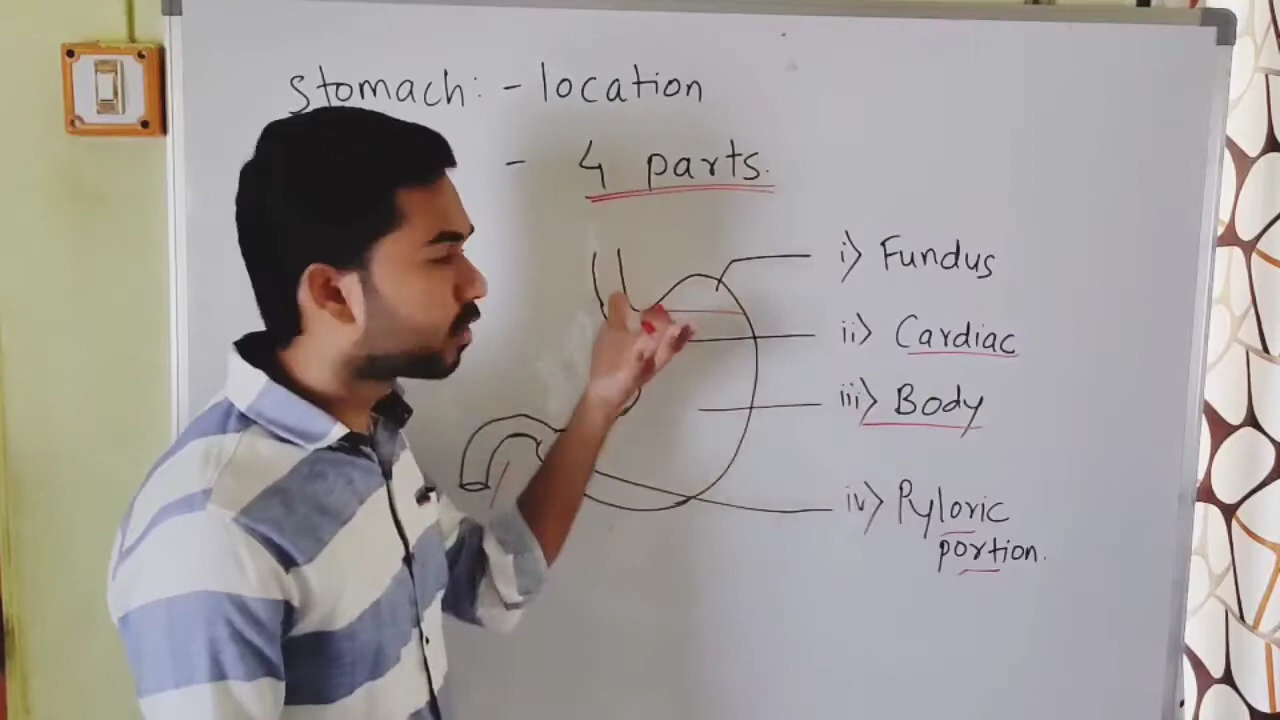 Stomach: - location
- 4 parts.
i) Fundus
ii) Cardiac
iii) Body
iv) Pyloric
portion.